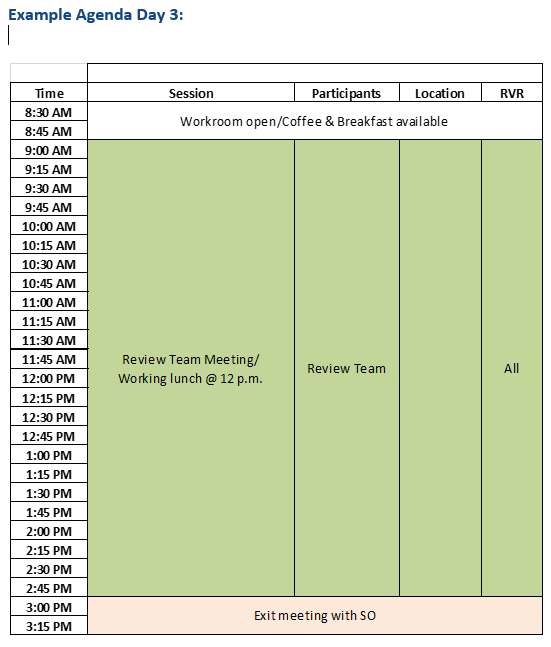 Example Agenda Day 3:
Time Session Participants Location RVR
8:30 AM
Workroom open/Coffee & Breakfast available
8:45 AM
9:00 AM
9:15 AM
9:30 AM
9:45 AM
10:00 AM
10:15 AM
10:30 AM
10:45 AM
11:00 AM
11:15 AM
11:30 AM
11:45 AM
Review Team Meeting/
Working lunch @ 12 p.m.
Review Team
All
12:00 PM
12:15 PM
12:30 PM
12:45 PM
1:00 PM
1:15 PM
1:30 PM
1:45 PM
2:00 PM
2:15 PM
2:30 PM
2:45 PM
3:00 PM
Exit meeting with SO
3:15 PM